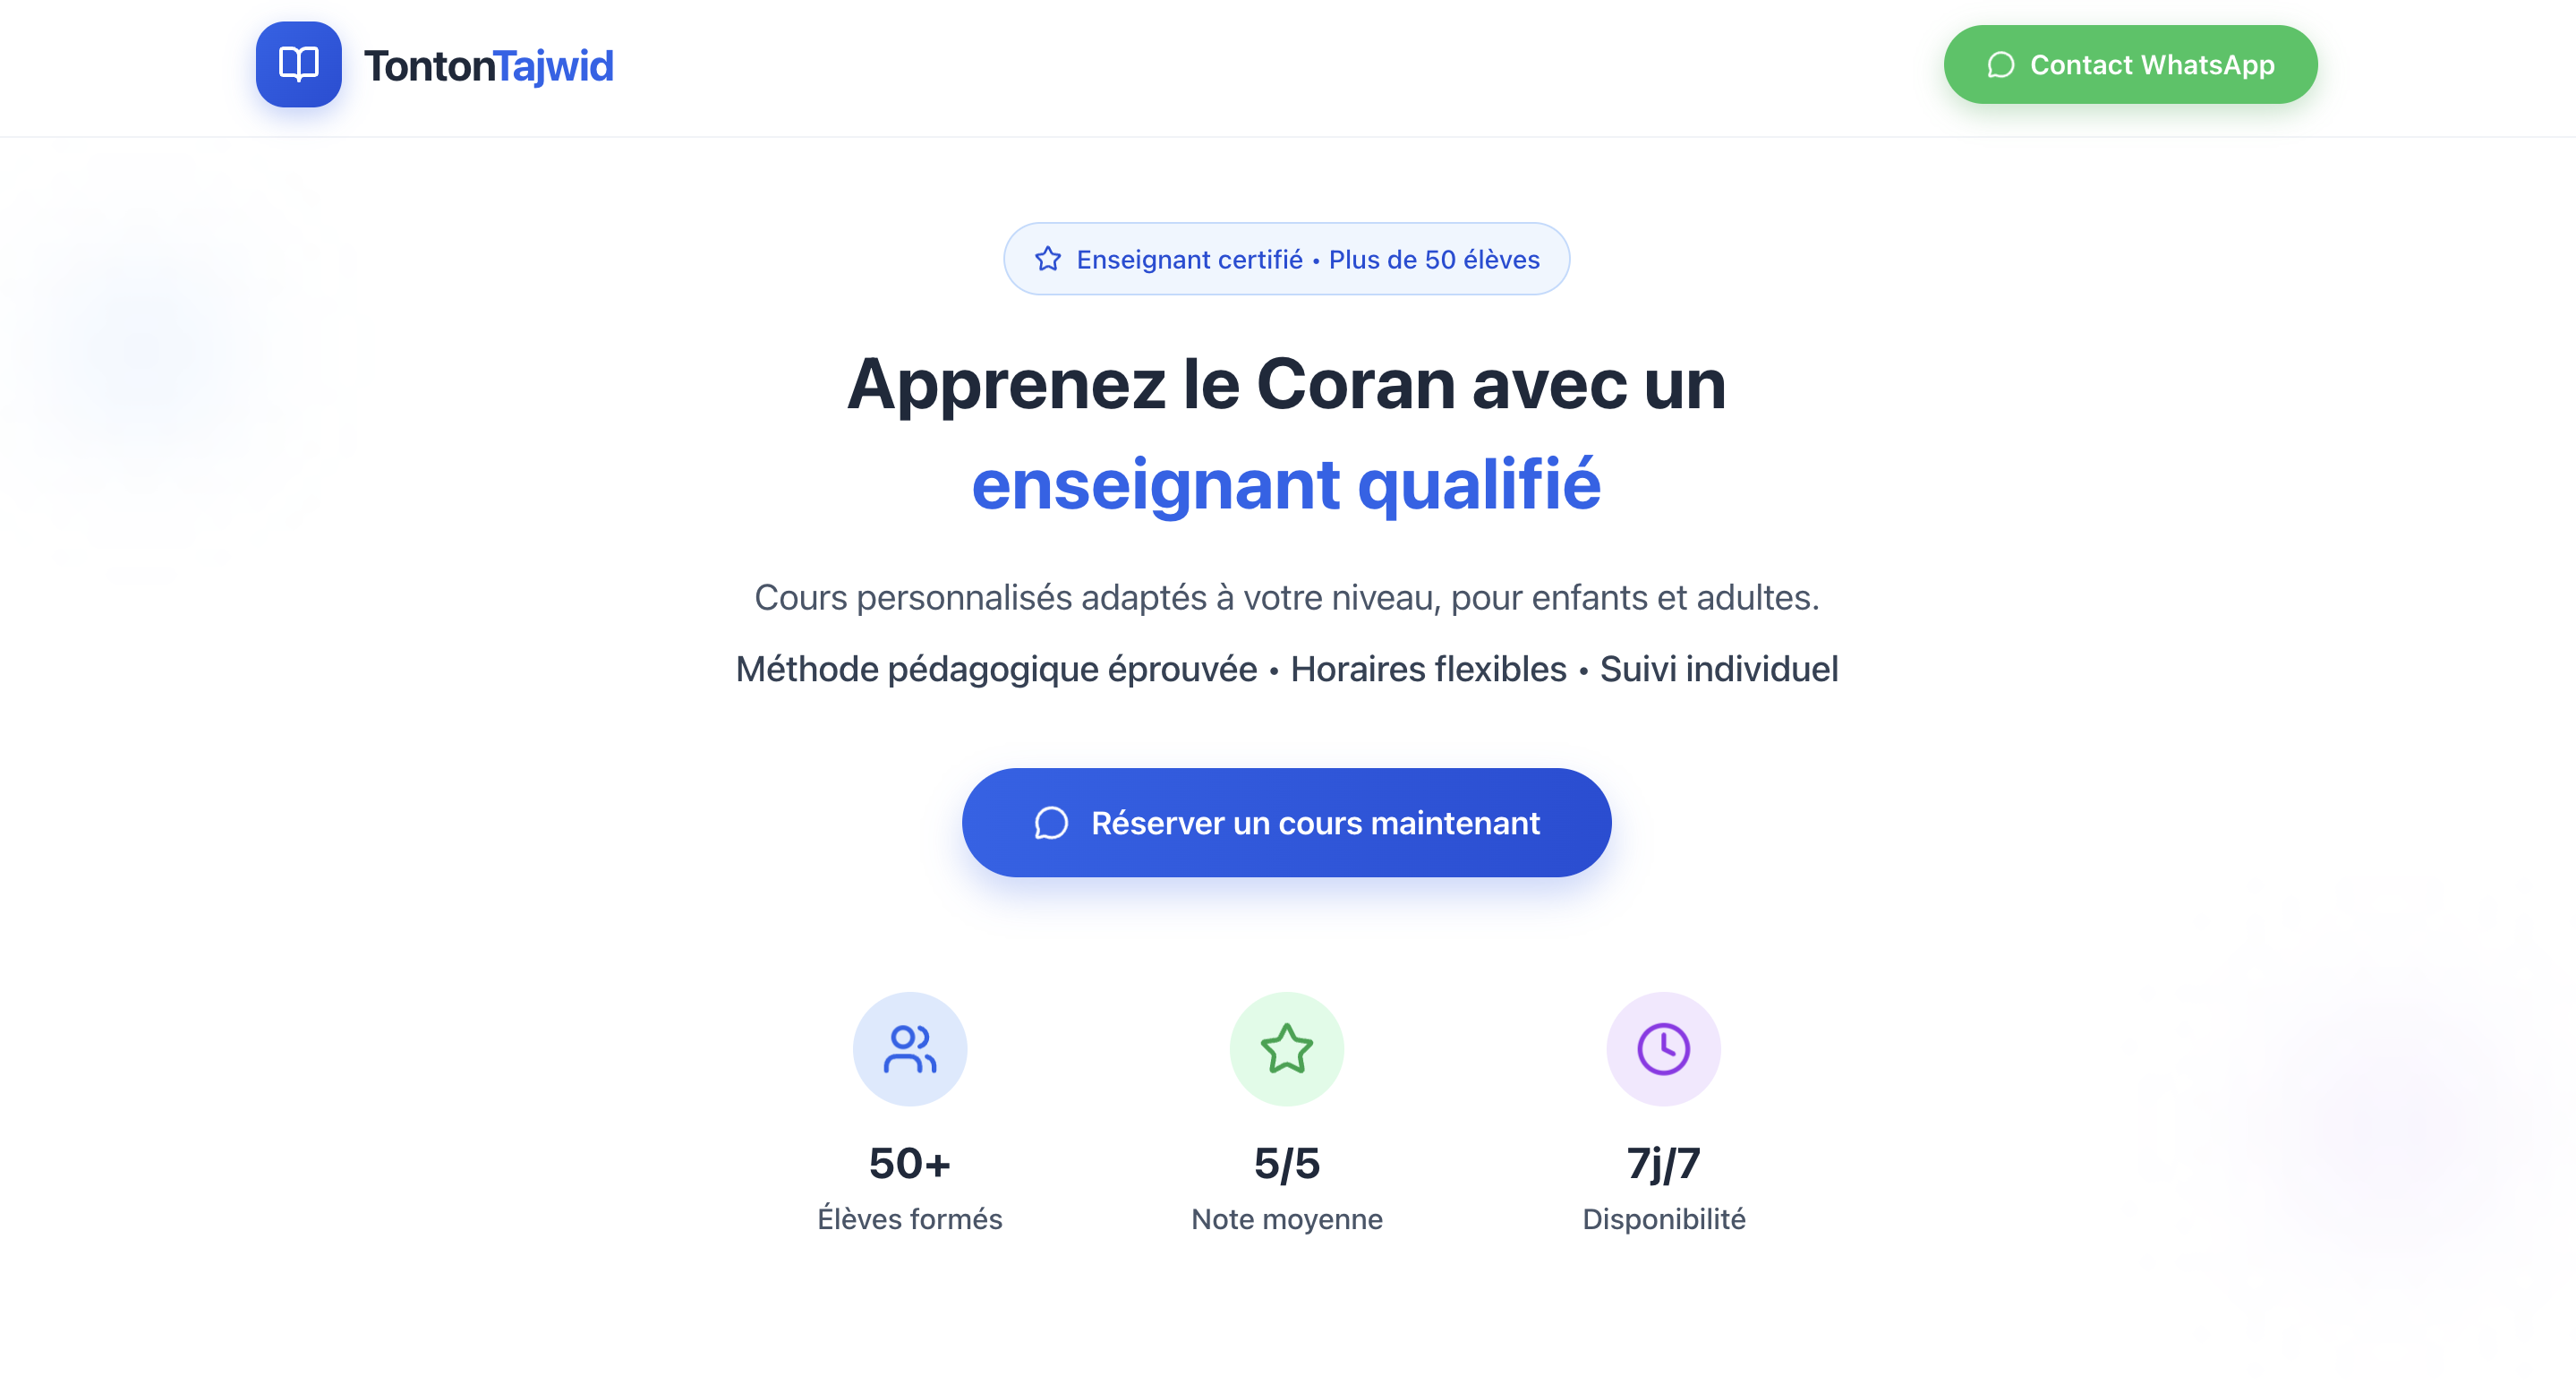 TontonTajwid
Contact WhatsApp
Enseignant certifié • Plus de 50 élèves
Apprenez le Coran avec un
enseignant qualifié
Cours personnalisés adaptés à votre niveau, pour enfants et adultes.
Méthode pédagogique éprouvée • Horaires flexibles • Suivi individuel
Réserver un cours maintenant
50+
Élèves formés
5/5
Note moyenne
7j/7
Disponibilité